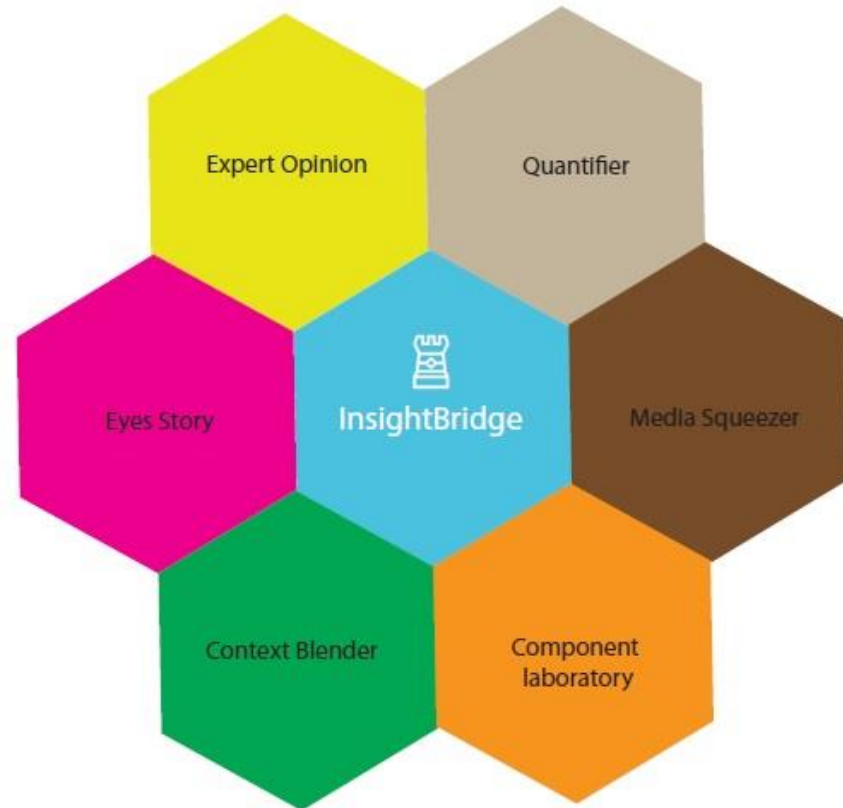 Expert Opinion
Quantifier
Eyes Story
InsightBridge
Media Squeezer
Context Blender
Component
laboratory